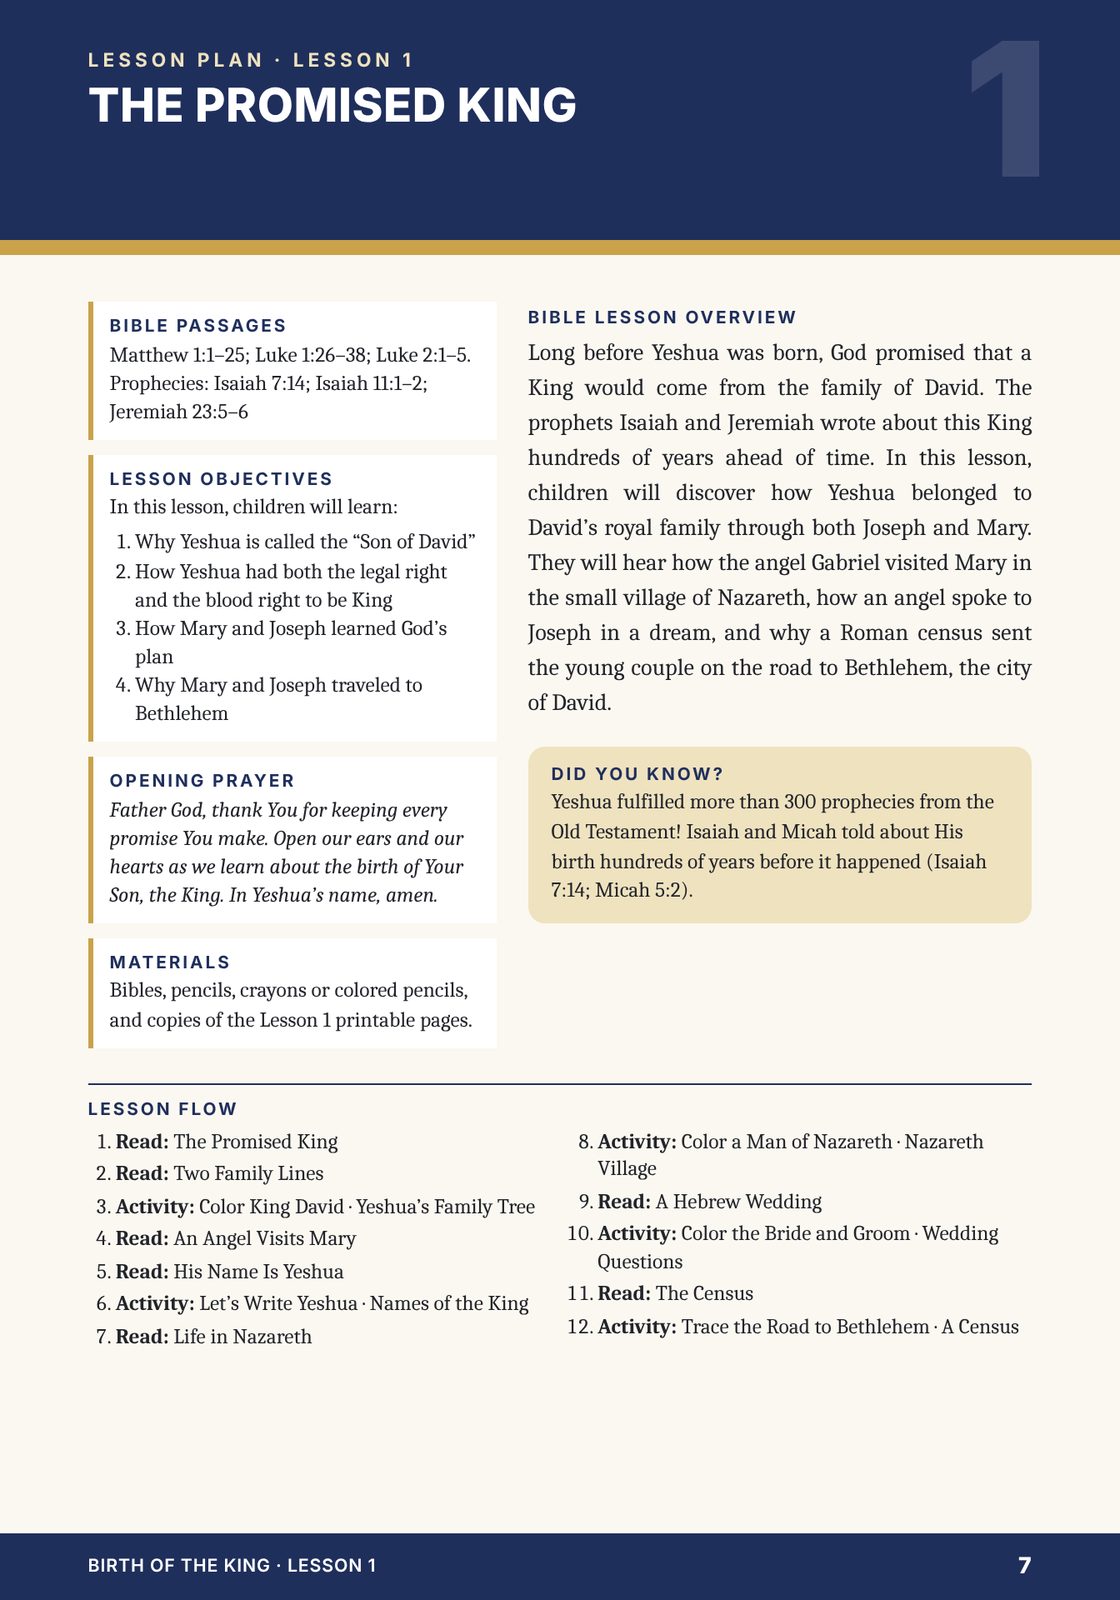 LESSON PLAN · LESSON 1
THE PROMISED KING
1
BIBLE PASSAGES
Matthew 1:1–25; Luke 1:26–38; Luke 2:1–5.
Prophecies: Isaiah 7:14; Isaiah 11:1–2;
Jeremiah 23:5–6
LESSON OBJECTIVES
In this lesson, children will learn:
1. Why Yeshua is called the “Son of David”
2. How Yeshua had both the legal right
and the blood right to be King
3. How Mary and Joseph learned God’s
plan
4. Why Mary and Joseph traveled to
Bethlehem
OPENING PRAYER
Father God, thank You for keeping every
promise You make. Open our ears and our
hearts as we learn about the birth of Your
Son, the King. In Yeshua’s name, amen.
MATERIALS
Bibles, pencils, crayons or colored pencils,
and copies of the Lesson 1 printable pages.
BIBLE LESSON OVERVIEW
Long before Yeshua was born, God promised that a
King would come from the family of David. The
prophets Isaiah and Jeremiah wrote about this King
hundreds of years ahead of time. In this lesson,
children will discover how Yeshua belonged to
David’s royal family through both Joseph and Mary.
They will hear how the angel Gabriel visited Mary in
the small village of Nazareth, how an angel spoke to
Joseph in a dream, and why a Roman census sent
the young couple on the road to Bethlehem, the city
of David.
DID YOU KNOW?
Yeshua fulfilled more than 300 prophecies from the
Old Testament! Isaiah and Micah told about His
birth hundreds of years before it happened (Isaiah
7:14; Micah 5:2).
LESSON FLOW
1. Read: The Promised King
2. Read: Two Family Lines
3. Activity: Color King David · Yeshua’s Family Tree
4. Read: An Angel Visits Mary
5. Read: His Name Is Yeshua
6. Activity: Let’s Write Yeshua · Names of the King
7. Read: Life in Nazareth
8. Activity: Color a Man of Nazareth · Nazareth
Village
9. Read: A Hebrew Wedding
10. Activity: Color the Bride and Groom · Wedding
Questions
11. Read: The Census
12. Activity: Trace the Road to Bethlehem · A Census
BIRTH OF THE KING · LESSON 1
7